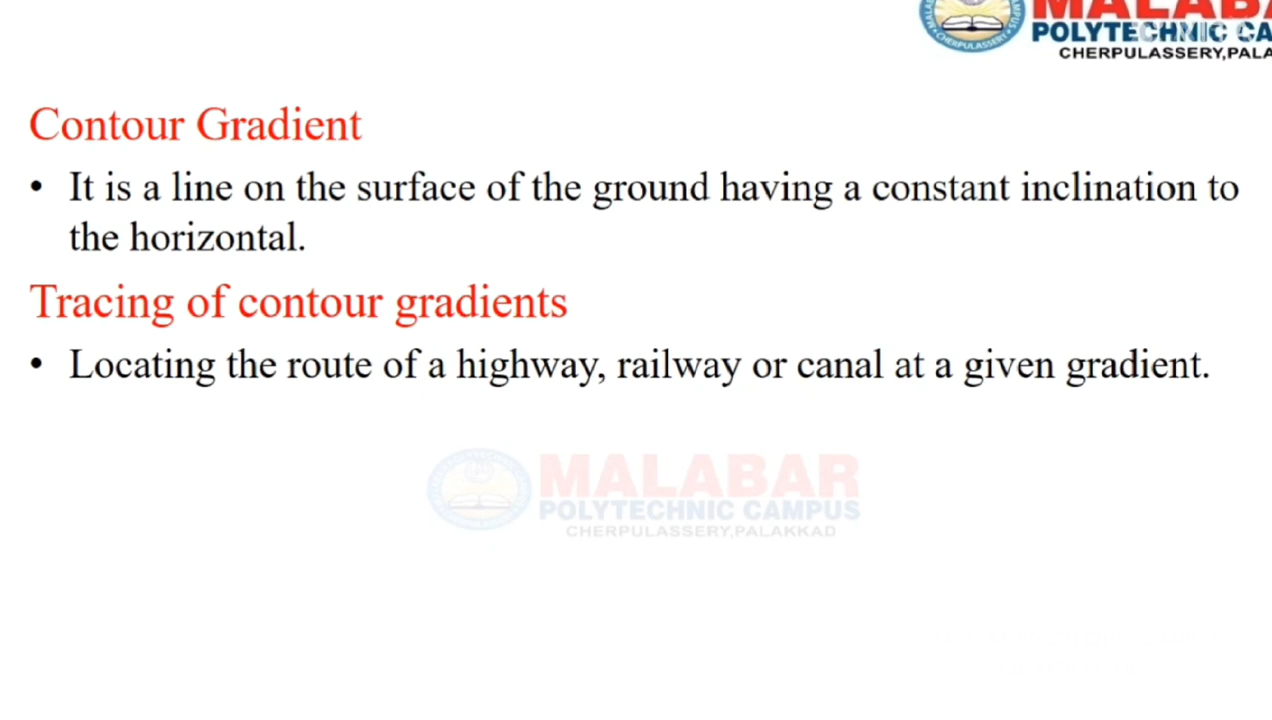 MALABA
POLYTECHNIC CA
CHERPULASSERY,PALA
Contour Gradient
• It is a line on the surface of the ground having a constant inclination to
the horizontal.
Tracing of contour gradients
• Locating the route of a highway, railway or canal at a given gradient.
MALABAR
POLYTECHNIC CAMPUS
CHERPULASSERY,PALAKKAD